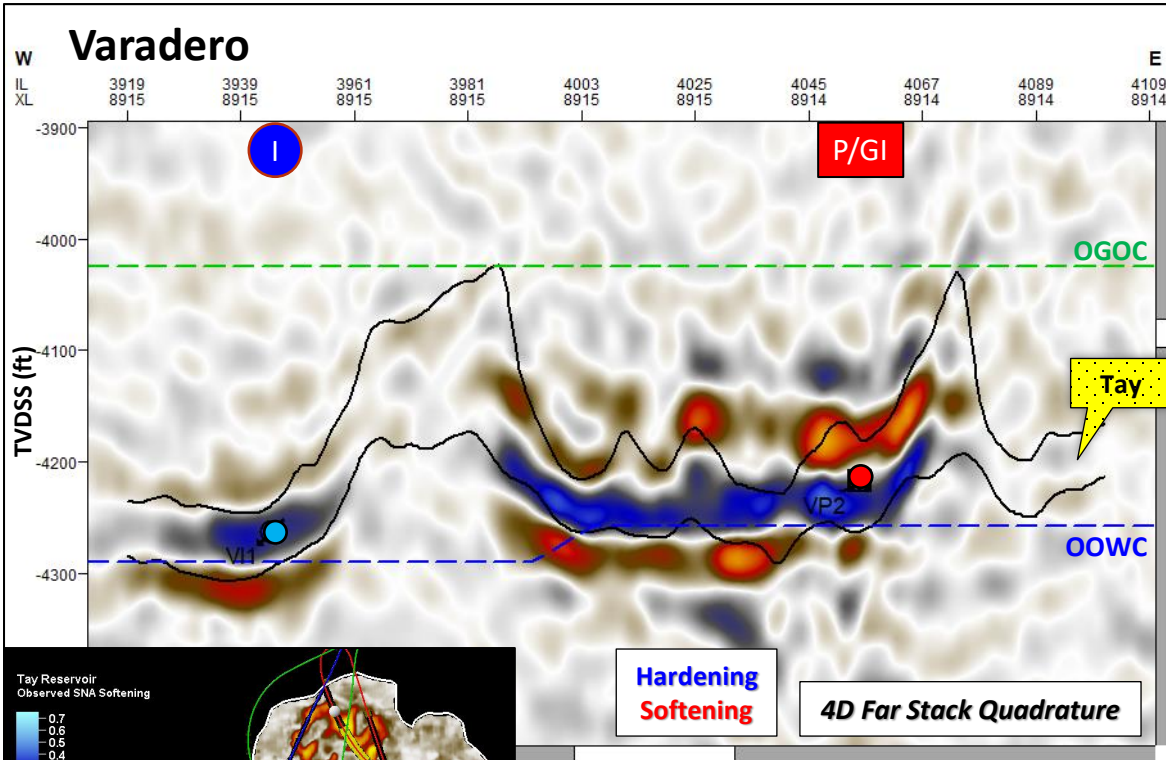 Varadero
W E
IL 3919 3939 3961 3981 4003 4025 4045 4067 4089 4109
XL 8915 8915 8915 8915 8915 8915 8914 8914 8914 8914
-3900
I
P/GI
-4000
OGOC
-4100
TVDSS (ft)
Tay
-4200
VP2
VI1
OOWC
-4300
Hardening
Softening
4D Far Stack Quadrature
Tay Reservoir
Observed SNA Softening
0.7
0.6
0.5
0.4